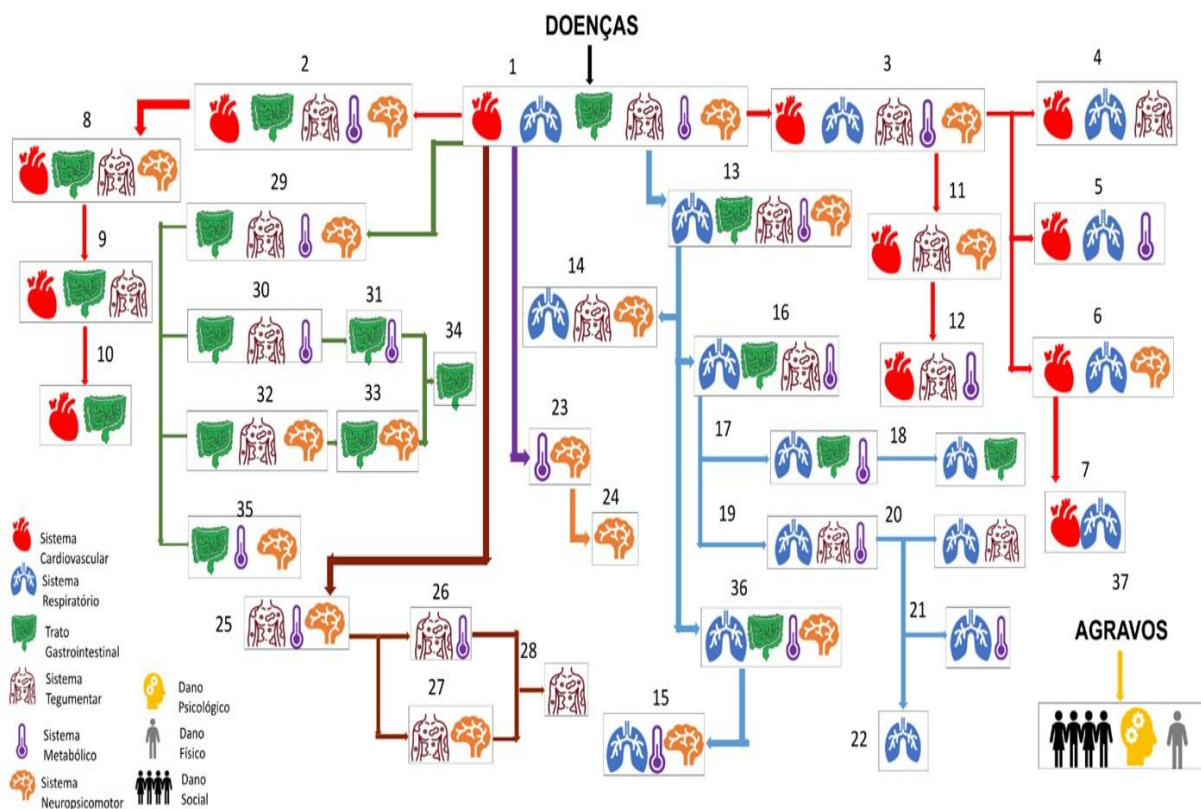 DOENÇAS
2
1
3
4
8
29
13
11
5
9
14
30
31
34
16
12
6
10
32
33
23
17
18
24
19
20
7
35
Sistema
Cardiovascular
Sistema
Respiratório
Trato
Gastrointestinal
Sistema
Tegumentar
Sistema
Metabólico
Sistema
Neuropsicomotor
Dano
Psicológico
Dano
Físico
Dano
Social
25
26
28
27
36
21
15
22
37
AGRAVOS